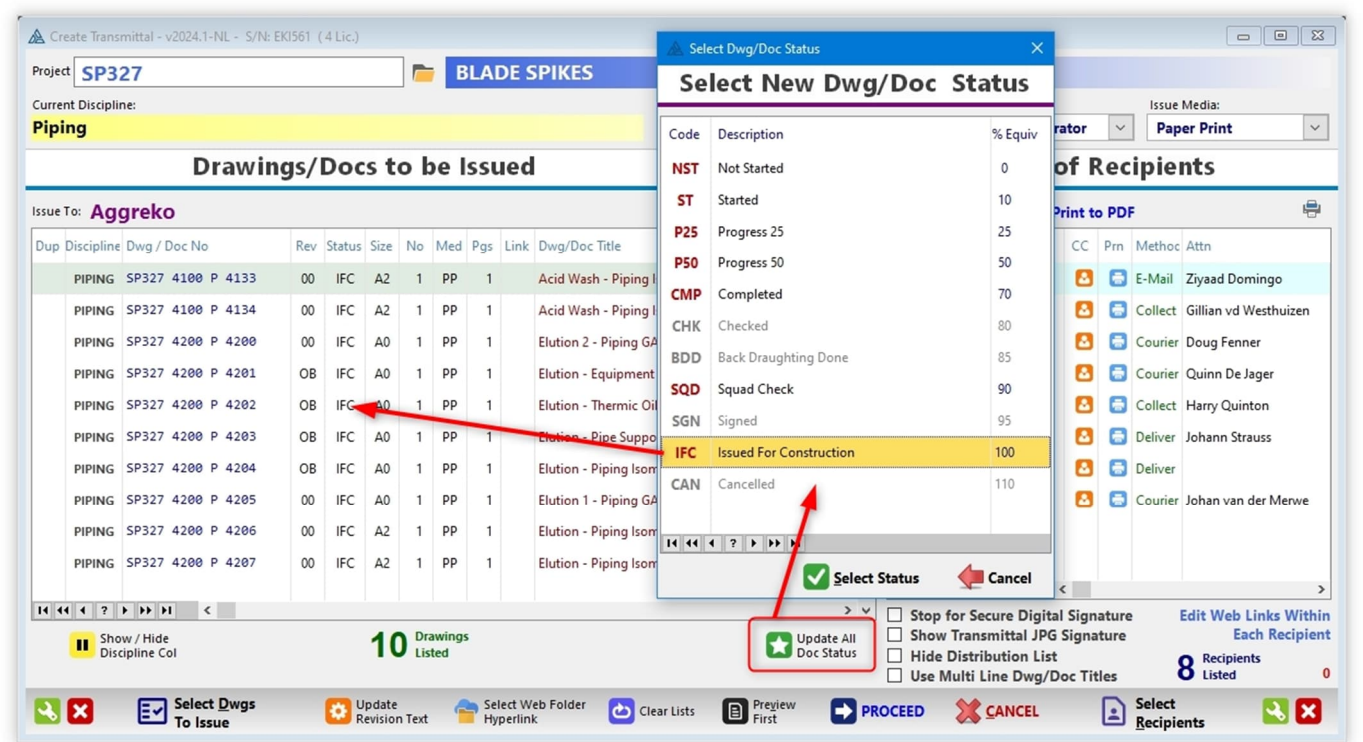 Create Transmittal - v2024.1-NL - S/N: EKI561 ( 4 Lic.)
Project SP327 BLADE SPIKES
Current Discipline:
Piping
Issue Media:
Paper Print
Drawings/Docs to be Issued
of Recipients
Issue To: Aggreko
Print to PDF
Dup Discipline Dwg / Doc No Rev Status Size No Med Pgs Link Dwg/Doc Title
PIPING SP327 4100 P 4133 00 IFC A2 1 PP 1 Acid Wash - Piping
PIPING SP327 4100 P 4134 00 IFC A2 1 PP 1 Acid Wash - Piping
PIPING SP327 4200 P 4200 00 IFC A0 1 PP 1 Elution 2 - Piping GA
PIPING SP327 4200 P 4201 OB IFC A0 1 PP 1 Elution - Equipment
PIPING SP327 4200 P 4202 OB IFC A0 1 PP 1 Elution - Thermic Oil
PIPING SP327 4200 P 4203 OB IFC A0 1 PP 1 Elution - Pipe Suppo
PIPING SP327 4200 P 4204 OB IFC A0 1 PP 1 Elution - Piping Isom
PIPING SP327 4200 P 4205 00 IFC A0 1 PP 1 Elution 1 - Piping GA
PIPING SP327 4200 P 4206 00 IFC A2 1 PP 1 Elution - Piping Isom
PIPING SP327 4200 P 4207 00 IFC A2 1 PP 1 Elution - Piping Isom
Select Dwg/Doc Status
Select New Dwg/Doc Status
Code Description % Equiv
NST Not Started 0
ST Started 10
P25 Progress 25 25
P50 Progress 50 50
CMP Completed 70
CHK Checked 80
BDD Back Draughting Done 85
SQD Squad Check 90
SGN Signed 95
IFC Issued For Construction 100
CAN Cancelled 110
?
Select Status Cancel
CC Prn Methoc Attn
E-Mail Ziyaad Domingo
Collect Gillian vd Westhuizen
Courier Doug Fenner
Courier Quinn De Jager
Collect Harry Quinton
Deliver Johann Strauss
Deliver
Courier Johan van der Merwe
?
Show / Hide
Discipline Col
10 Drawings
Listed
Update All
Doc Status
Stop for Secure Digital Signature
Show Transmittal JPG Signature
Hide Distribution List
Use Multi Line Dwg/Doc Titles
Edit Web Links Within
Each Recipient
8 Recipients
Listed
0
Select Dwgs
To Issue
Update
Revision Text
Select Web Folder
Hyperlink
Clear Lists
Preview
First
PROCEED
CANCEL
Select
Recipients